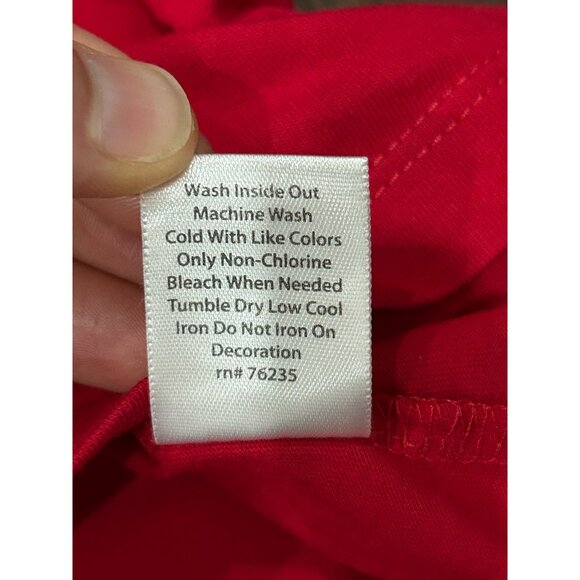 Wash Inside Out
Machine Wash
Cold With Like Colors
Only Non-Chlorine
Bleach When Needed
Tumble Dry Low Cool
Iron Do Not Iron On
Decoration
rn# 76235